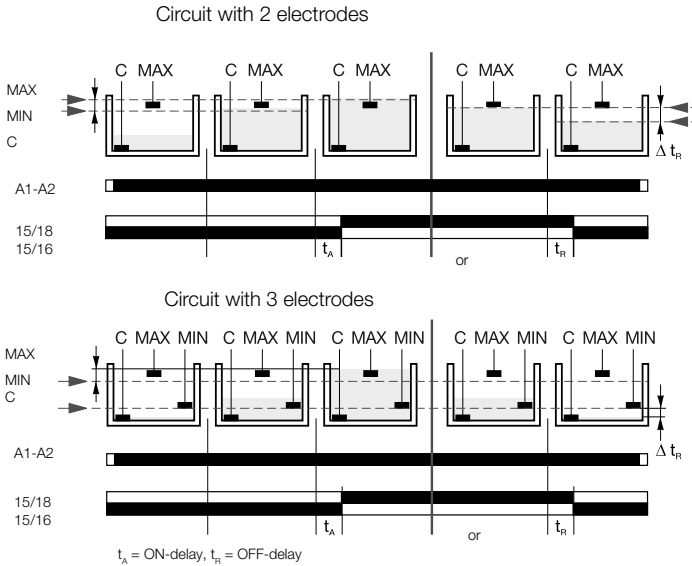 Circuit with 2 electrodes
C MAX C MAX C MAX C MAX C MAX
MAX
MIN
C
Δ tR
A1-A2
15/18
15/16
tA
or
tR
Circuit with 3 electrodes
C MAX MIN C MAX MIN C MAX MIN C MAX MIN C MAX MIN
MAX
MIN
C
Δ tR
A1-A2
15/18
15/16
tA
or
tR
tA = ON-delay, tR = OFF-delay